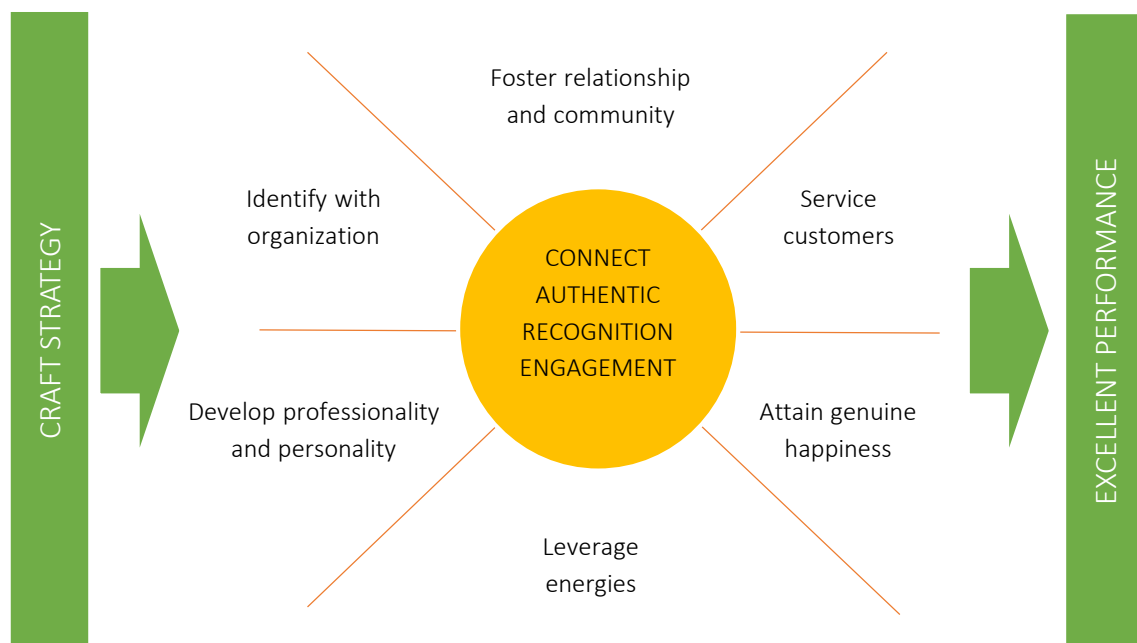 CRAFT STRATEGY
Foster relationship
and community
Identify with
organization
Service
customers
CONNECT
AUTHENTIC
RECOGNITION
ENGAGEMENT
Develop professionality
and personality
Attain genuine
happiness
Leverage
energies
EXCELLENT PERFORMANCE